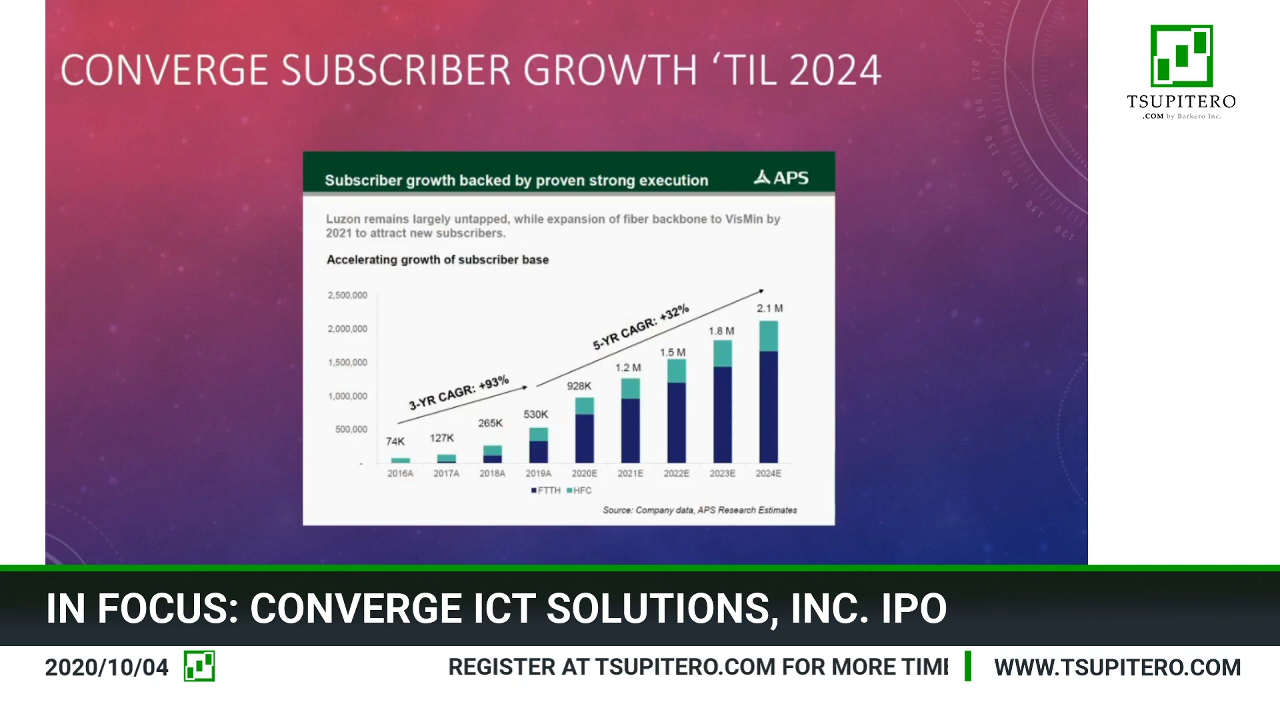 CONVERGE SUBSCRIBER GROWTH ‘TIL 2024
TSUPITERO
.COM by Barkero Inc.
Subscriber growth backed by proven strong execution
APS
Luzon remains largely untapped, while expansion of fiber backbone to VisMin by
2021 to attract new subscribers.
Accelerating growth of subscriber base
2,500,000
2,000,000
1,500,000
1,000,000
500,000
-
3-YR CAGR: +93%
5-YR CAGR: +32%
74K
127K
265K
530K
928K
1.2 M
1.5 M
1.8 M
2.1 M
2016A 2017A 2018A 2019A 2020E 2021E 2022E 2023E 2024E
FTTH HFC
Source: Company data, APS Research Estimates
IN FOCUS: CONVERGE ICT SOLUTIONS, INC. IPO
2020/10/04
REGISTER AT TSUPITERO.COM FOR MORE TIM
WWW.TSUPITERO.COM